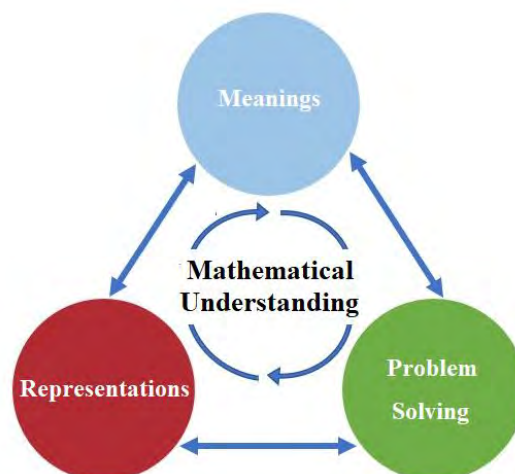 Meanings
Mathematical
Understanding
Representations
Problem
Solving